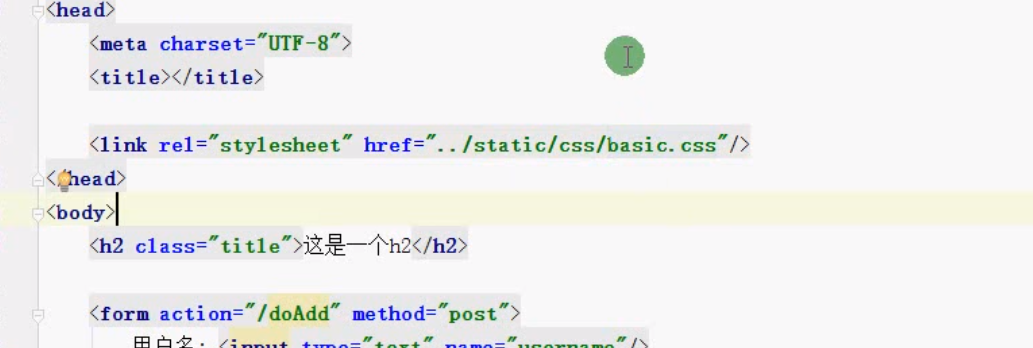 <head>
<meta charset="UTF-8">
<title></title>
<link rel="stylesheet" href="../static/css/basic.css"/>
</head>
<body>
<h2 class="title">这是一个h2</h2>
<form action="/doAdd" method="post">
用户名：<input type="text" name="username"/>